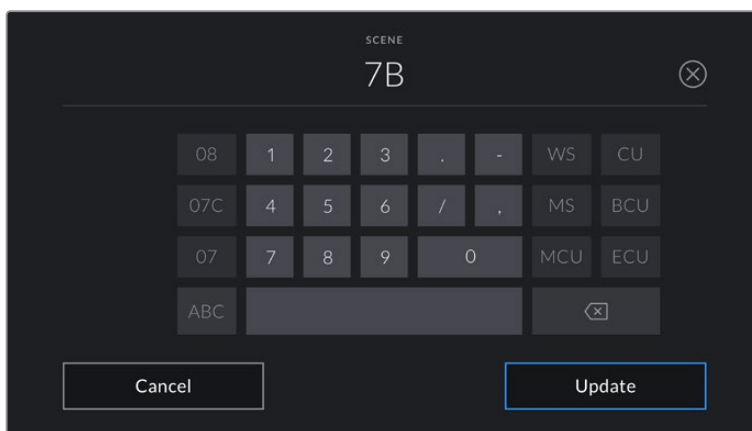 SCENE
7B
08 1 2 3 . - WS CU
07C 4 5 6 / , MS BCU
07 7 8 9 0 MCU ECU
ABC
Cancel Update